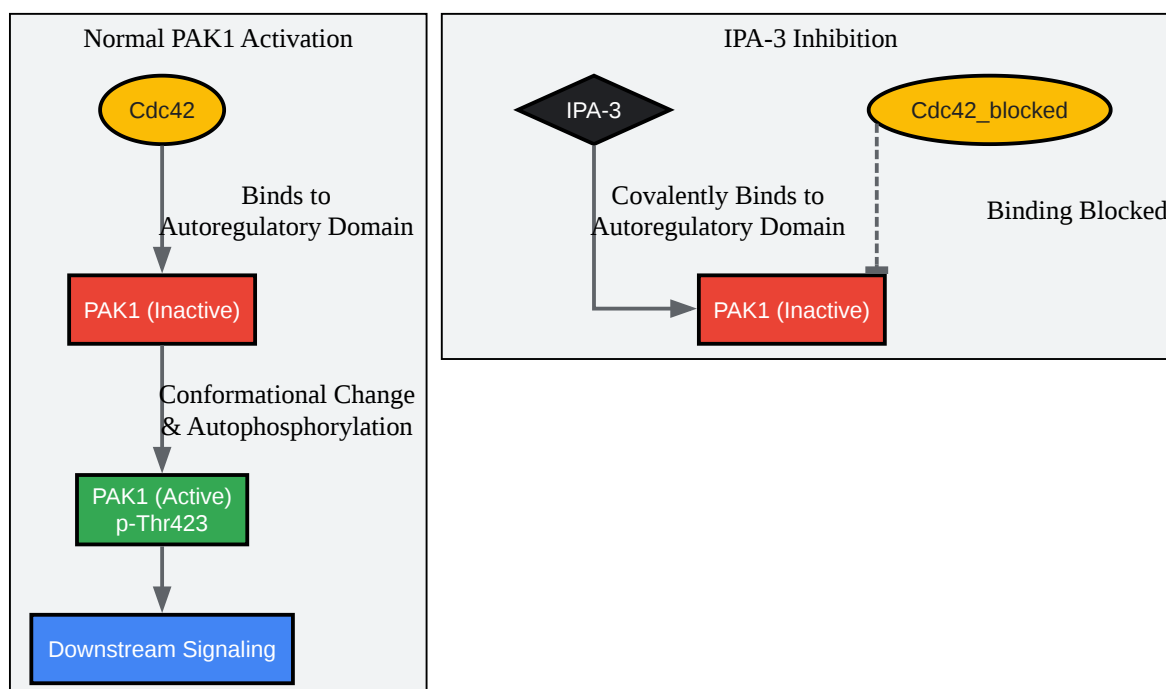 Normal PAK1 Activation
Cdc42
Binds to
Autoregulatory Domain
PAK1 (Inactive)
Conformational Change
& Autophosphorylation
PAK1 (Active)
p-Thr423
Downstream Signaling
IPA-3 Inhibition
IPA-3
Cdc42_blocked
Covalently Binds to
Autoregulatory Domain
Binding Blocked
PAK1 (Inactive)